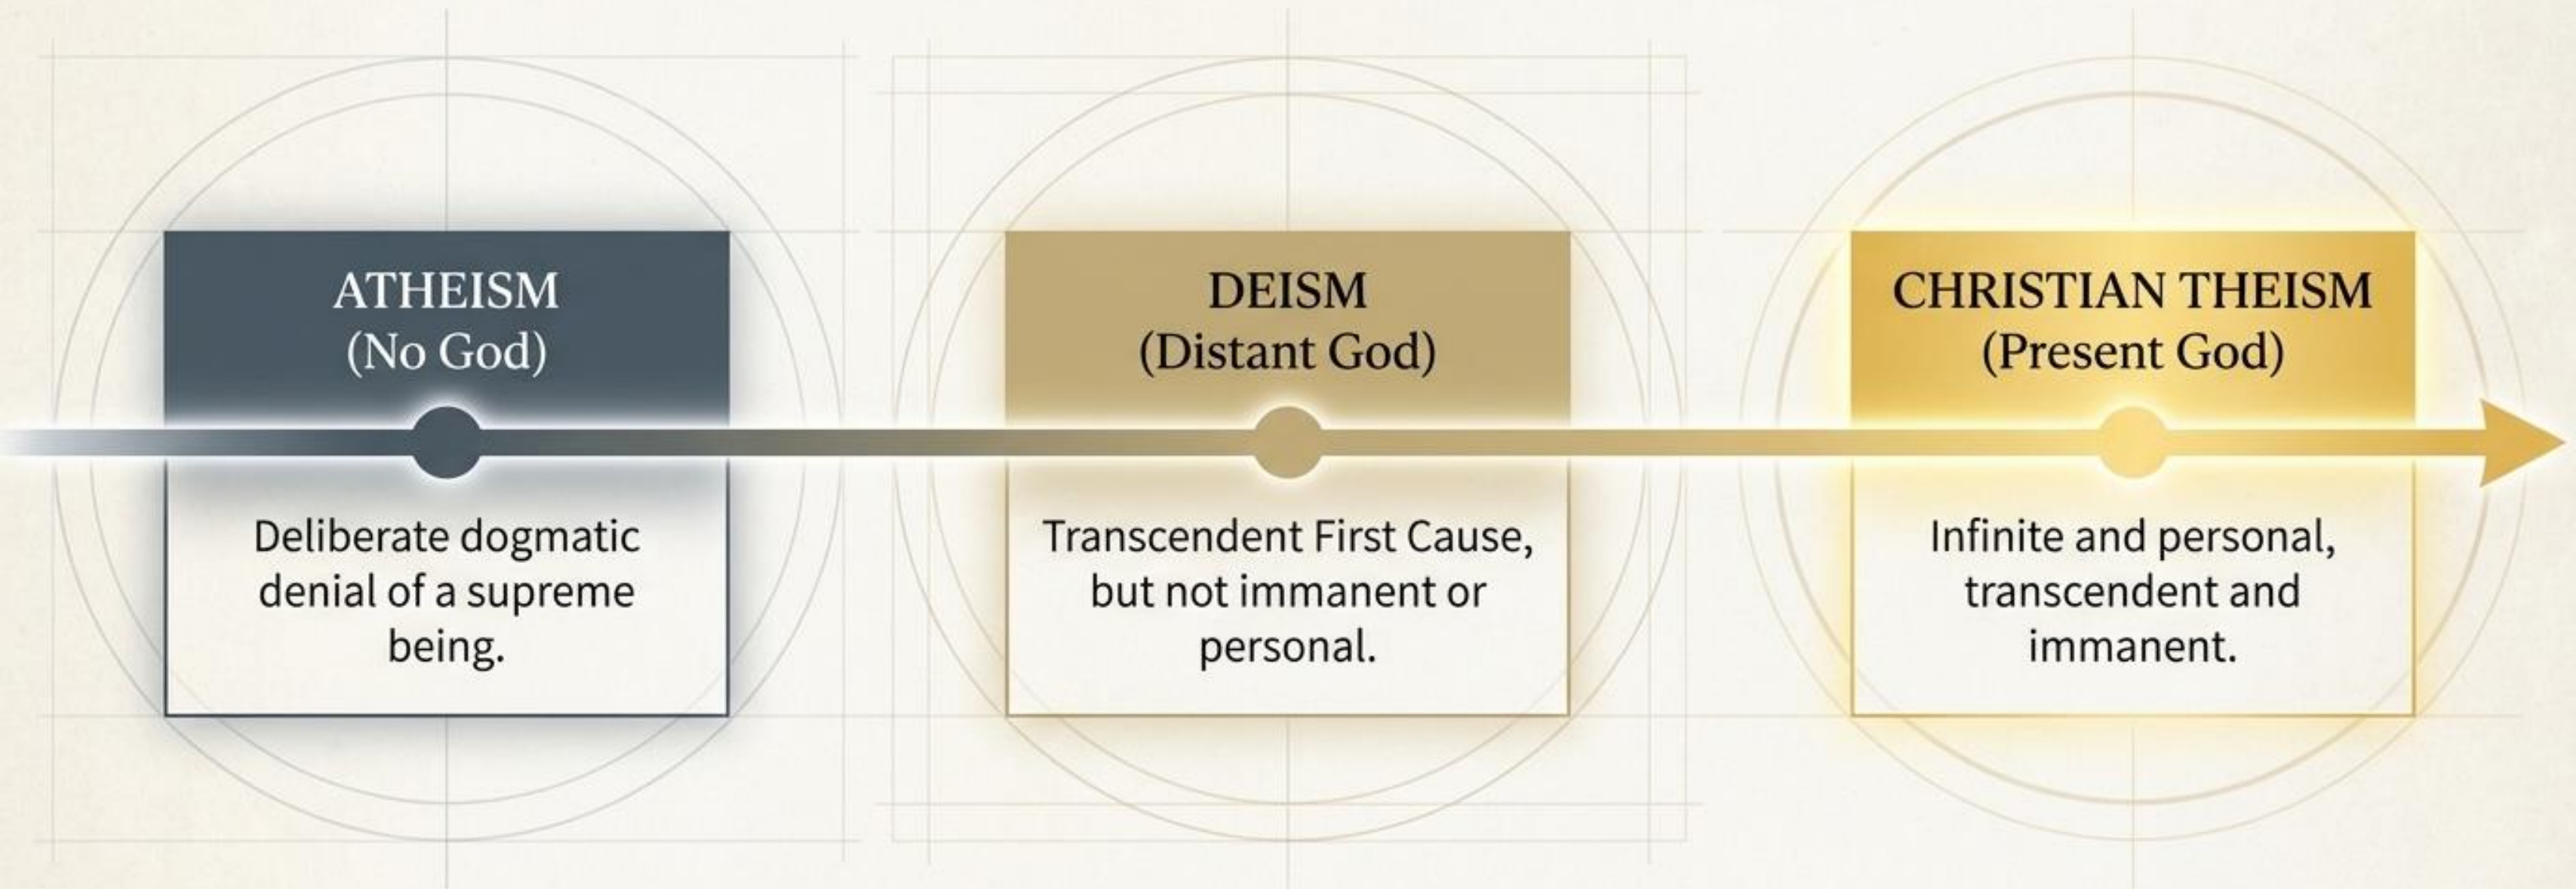 ATHEISM
(No God)
Deliberate dogmatic
denial of a supreme
being.
DEISM
(Distant God)
Transcendent First Cause,
but not immanent or
personal.
CHRISTIAN THEISM
(Present God)
Infinite and personal,
transcendent and
immanent.